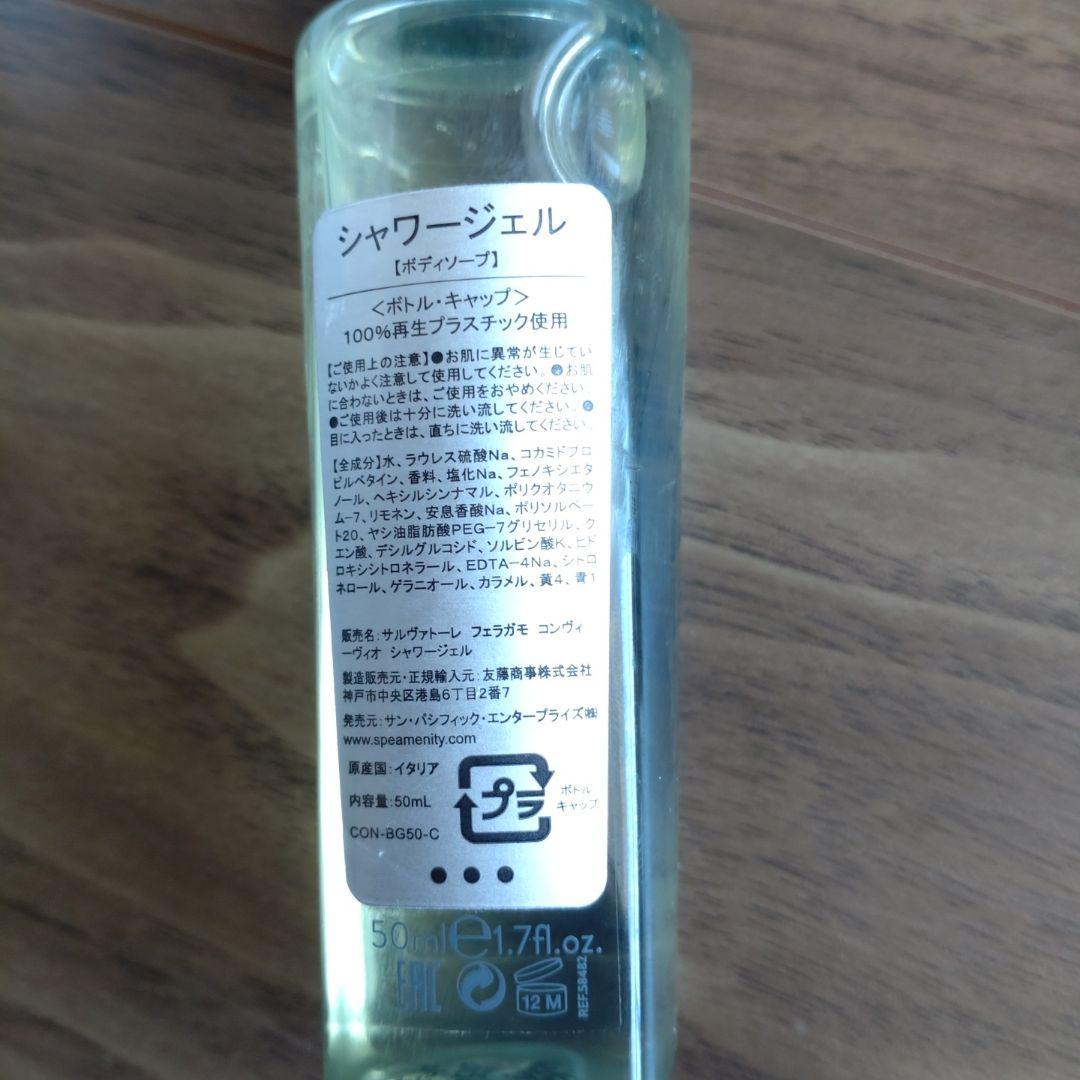 シャワージェル
【ボディソープ】
＜ボトル・キャップ＞
100％再生プラスチック使用
【ご使用上の注意】●お肌に異常が生じてい
ないかよく注意して使用してください。●お肌
に合わないときは、ご使用をおやめください。
●ご使用後は十分に洗い流してください。●
目に入ったときは、直ちに洗い流してください。
【全成分】水、ラウレス硫酸Na、コカミドプロ
ピルベタイン、香料、塩化Na、フェノキシエタ
ノール、ヘキシルシンナマル、ポリクオタニウ
ム-7、リモネン、安息香酸Na、ポリソルベー
ト20、ヤシ油脂肪酸PEG-7グリセリル、ク
エン酸、デシルグルコシド、ソルビン酸K、ヒド
ロキシシトロネラール、EDTA-4Na、シトロ
ネロール、ゲラニオール、カラメル、黄4、青1
販売名：サルヴァトーレ フェラガモ コンヴィ
ーヴィオ シャワージェル
製造販売元・正規輸入元：友藤商事株式会社
神戸市中央区港島6丁目2番7
発売元：サン・パシフィック・エンタープライズ㈱
www.speamenity.com
原産国：イタリア
内容量：50mL
CON-BG50-C
プラ
ボトル
キャップ
50ml e 1.7fl.oz.
EAC
12 M
REF.58482